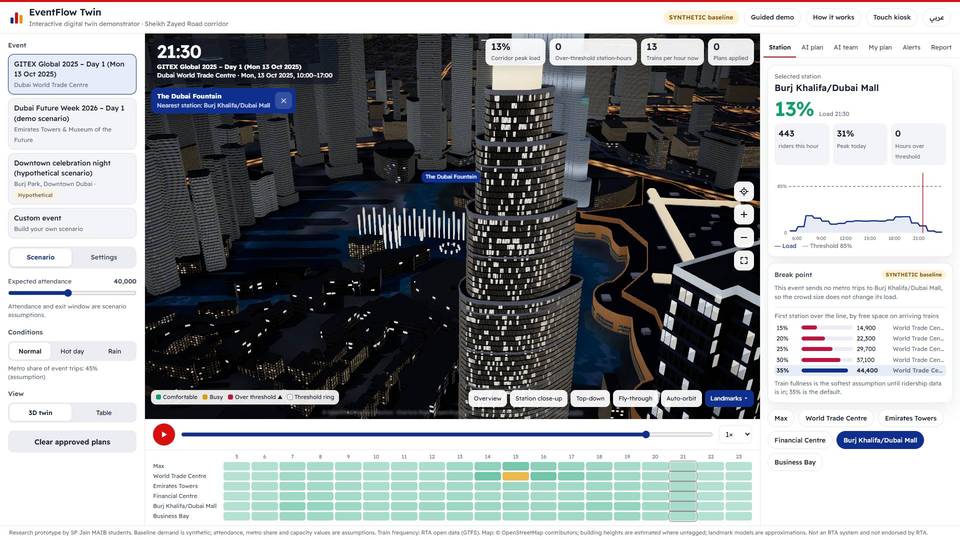 EventFlow Twin
Interactive digital twin demonstrator · Sheikh Zayed Road corridor
SYNTHETIC baseline
Guided demo
How it works
Touch kiosk
عربي
Event
GITEX Global 2025 – Day 1 (Mon
13 Oct 2025)
Dubai World Trade Centre
Dubai Future Week 2026 – Day 1
(demo scenario)
Emirates Towers & Museum of the
Future
Downtown celebration night
(hypothetical scenario)
Burj Park, Downtown Dubai ·
Hypothetical
Custom event
Build your own scenario
Scenario
Settings
Expected attendance 40,000
Attendance and exit window are scenario
assumptions.
Conditions
Normal
Hot day
Rain
Metro share of event trips: 45%
(assumption)
View
3D twin
Table
Clear approved plans
21:30
GITEX Global 2025 – Day 1 (Mon 13 Oct 2025)
Dubai World Trade Centre · Mon, 13 Oct 2025, 10:00–17:00
The Dubai Fountain
Nearest station: Burj Khalifa/Dubai Mall
×
13%
Corridor peak load
0
Over-threshold station-hours
13
Trains per hour now
0
Plans applied
The Dubai Fountain
+
−
Comfortable
Busy
Over threshold ▲
Threshold ring
Overview
Station close-up
Top-down
Fly-through
Auto-orbit
Landmarks
1×
5 6 7 8 9 10 11 12 13 14 15 16 17 18 19 20 21 22 23
Max
World Trade Centre
Emirates Towers
Financial Centre
Burj Khalifa/Dubai Mall
Business Bay
Station
AI plan
AI team
My plan
Alerts
Report
Selected station
Burj Khalifa/Dubai Mall
13% Load 21:30
443
riders this hour
31%
Peak today
0
Hours over
threshold
85%
0
6:00 9:00 12:00 15:00 18:00 21:00
— Load --- Threshold 85%
Break point
SYNTHETIC baseline
This event sends no metro trips to Burj Khalifa/Dubai Mall,
so the crowd size does not change its load.
First station over the line, by free space on arriving trains
15% 14,900 World Trade Cen...
20% 22,300 World Trade Cen...
25% 29,700 World Trade Cen...
30% 37,100 World Trade Cen...
35% 44,400 World Trade Ce...
Train fullness is the softest assumption until ridership data
is in; 35% is the default.
Max
World Trade Centre
Emirates Towers
Financial Centre
Burj Khalifa/Dubai Mall
Business Bay
Research prototype by SP Jain MAIB students. Baseline demand is synthetic; attendance, metro share and capacity values are assumptions. Train frequency: RTA open data (GTFS). Map: © OpenStreetMap contributors; building heights are estimated where untagged; landmark models are approximations. Not an RTA system and not endorsed by RTA.